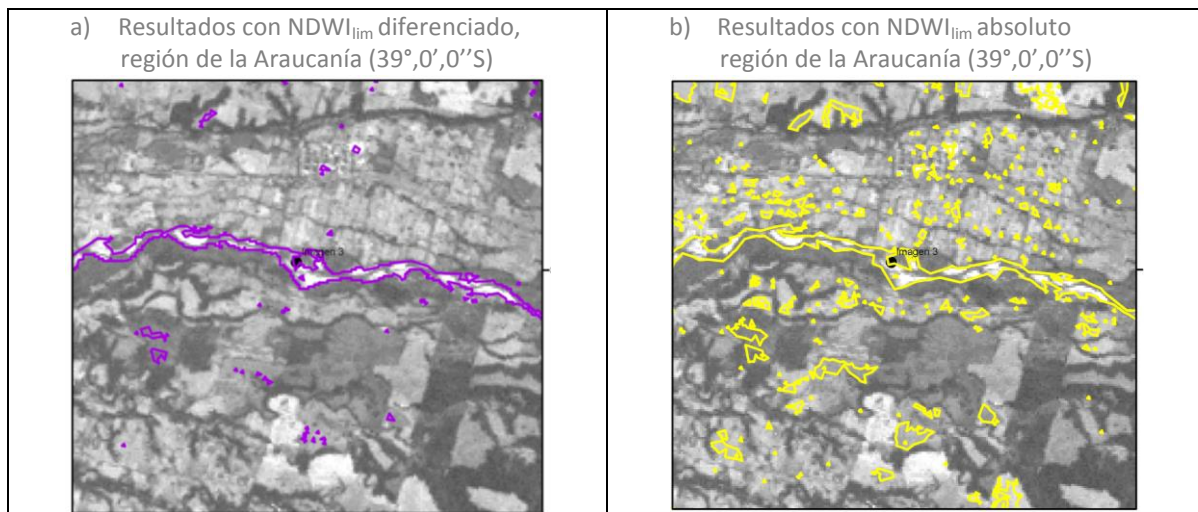 a) Resultados con NDWIlim diferenciado,
región de la Araucanía (39°,0’,0’’S)
b) Resultados con NDWIlim absoluto
región de la Araucanía (39°,0’,0’’S)
Imagen 3
Imagen 3